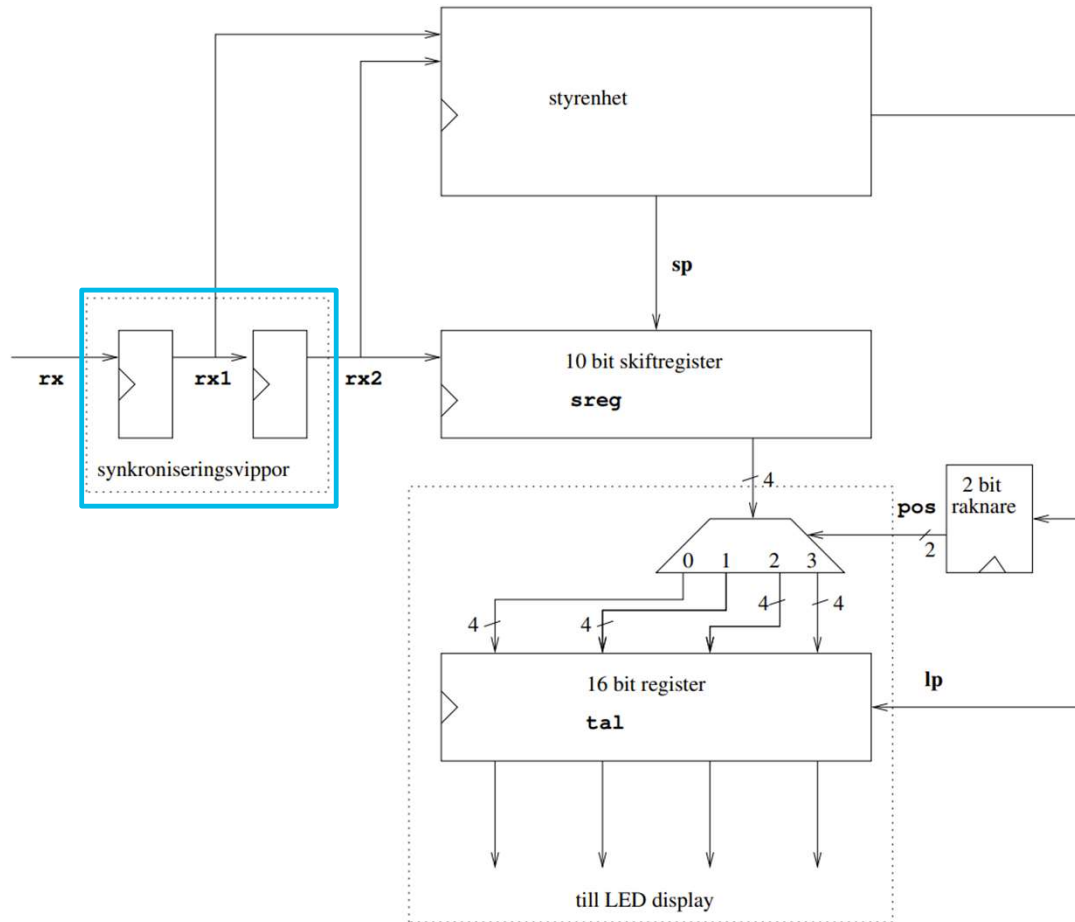 styrenhet
sp
rx
rx1
rx2
synkroniseringsvippor
10 bit skiftregister
sreg
4
pos
2 bit
raknare
2
0 1 2 3
4
4
4
4
16 bit register
tal
lp
till LED display